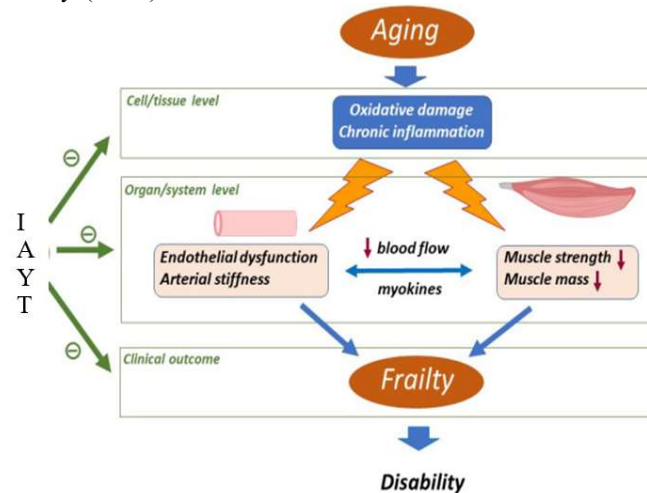 Aging
Cell/tissue level
Oxidative damage
Chronic inflammation
⊖
Organ/system level
I
A
Y
T
⊖
Endothelial dysfunction
Arterial stiffness
↓ blood flow
myokines
Muscle strength ↓
Muscle mass ↓
⊖
Clinical outcome
Frailty
Disability